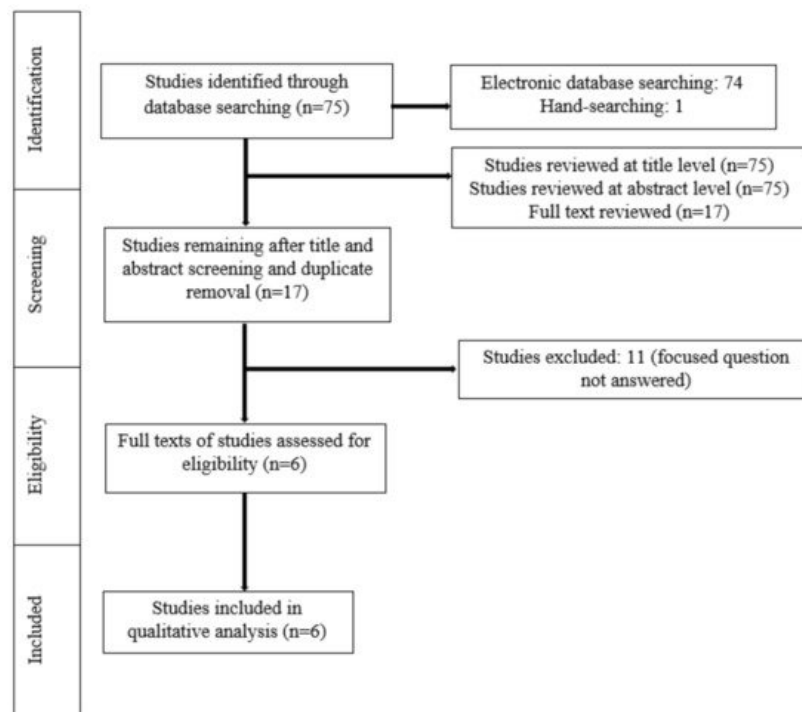 Identification
Studies identified through
database searching (n=75)
Electronic database searching: 74
Hand-searching: 1
Studies reviewed at title level (n=75)
Studies reviewed at abstract level (n=75)
Full text reviewed (n=17)
Screening
Studies remaining after title and
abstract screening and duplicate
removal (n=17)
Studies excluded: 11 (focused question
not answered)
Eligibility
Full texts of studies assessed for
eligibility (n=6)
Included
Studies included in
qualitative analysis (n=6)